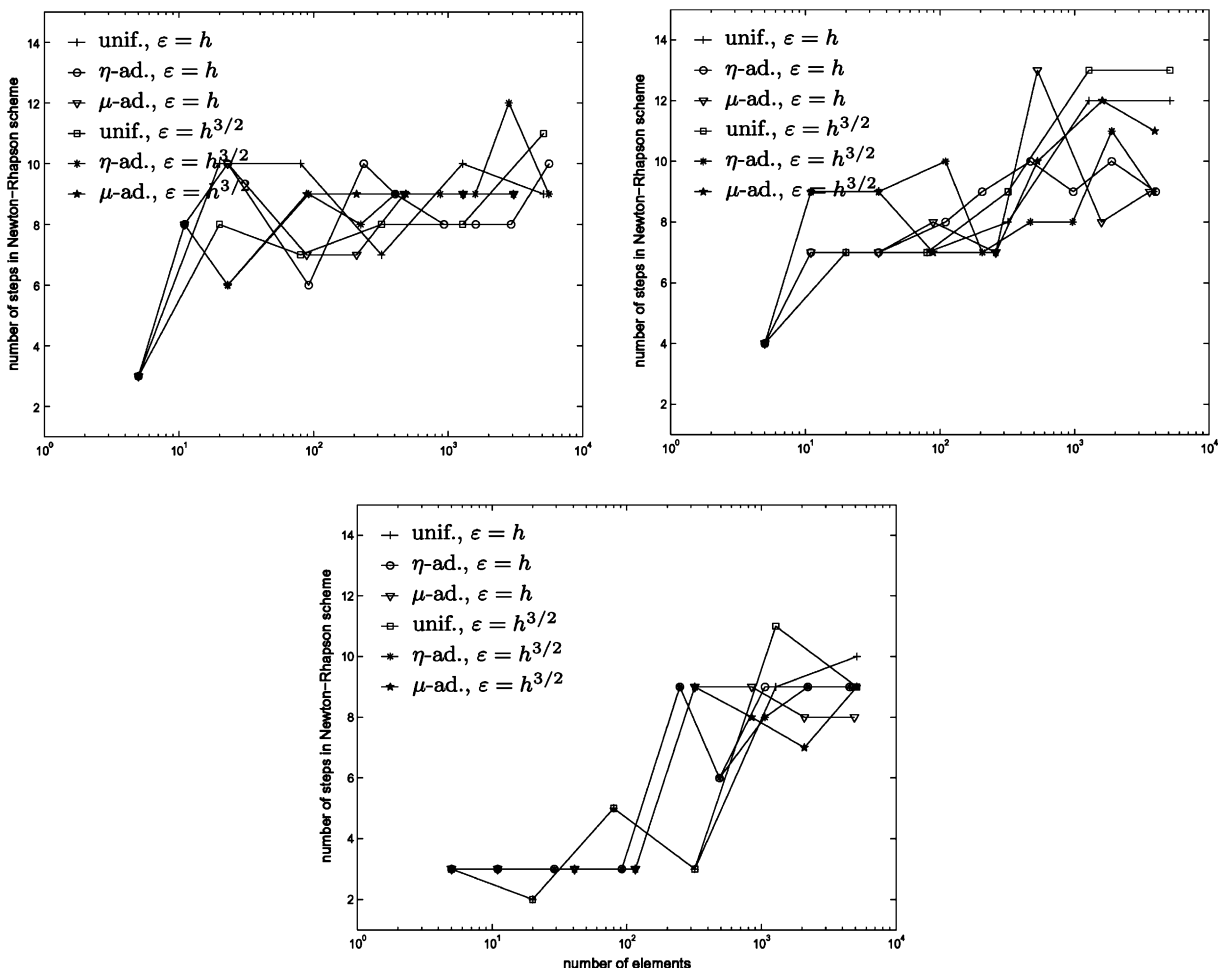 14
12
10
8
6
4
2
number of steps in Newton−Rhapson scheme
unif., ε = h
η-ad., ε = h
μ-ad., ε = h
unif., ε = h^{3/2}
η-ad., ε = h^{3/2}
μ-ad., ε = h^{3/2}
10^0 10^1 10^2 10^3 10^4
14
12
10
8
6
4
2
number of steps in Newton−Rhapson scheme
unif., ε = h
η-ad., ε = h
μ-ad., ε = h
unif., ε = h^{3/2}
η-ad., ε = h^{3/2}
μ-ad., ε = h^{3/2}
10^0 10^1 10^2 10^3 10^4
14
12
10
8
6
4
2
number of steps in Newton−Rhapson scheme
unif., ε = h
η-ad., ε = h
μ-ad., ε = h
unif., ε = h^{3/2}
η-ad., ε = h^{3/2}
μ-ad., ε = h^{3/2}
10^0 10^1 10^2 10^3 10^4
number of elements